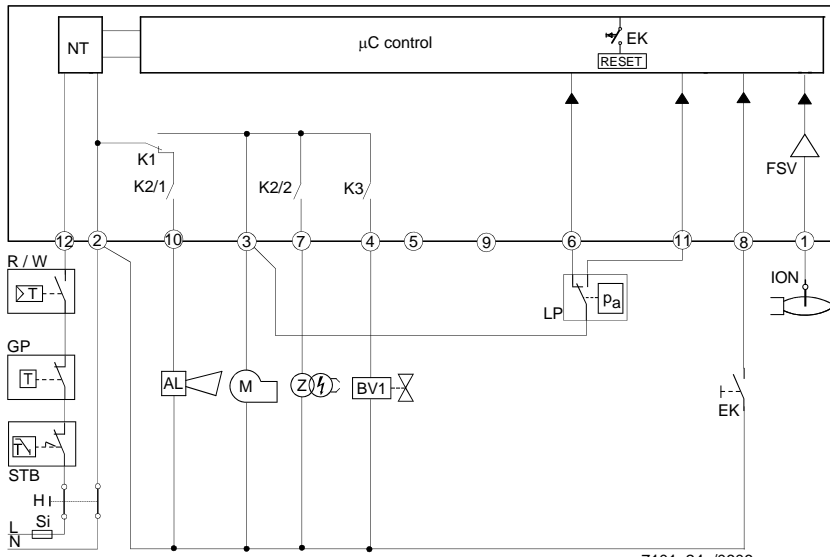 NT
μC control
EK
RESET
K1
K2/1
K2/2
K3
FSV
12
2
10
3
7
4
5
9
6
11
8
1
R / W
T
LP
pa
ION
GP
T
AL
M
Z
BV1
EK
T
STB
H
L
Si
N